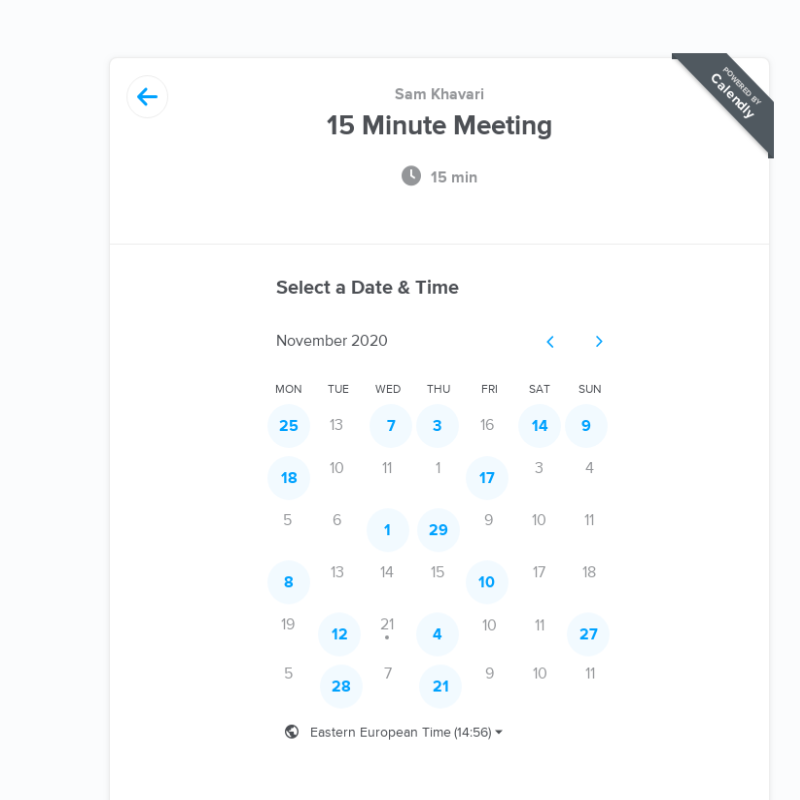 POWERED BY
Calendly
Sam Khavari
15 Minute Meeting
15 min
Select a Date & Time
November 2020
MON TUE WED THU FRI SAT SUN
25 13 7 3 16 14 9
18 10 11 1 17 3 4
5 6 1 29 9 10 11
8 13 14 15 10 17 18
19 12 21 4 10 11 27
5 28 7 21 9 10 11
Eastern European Time (14:56)